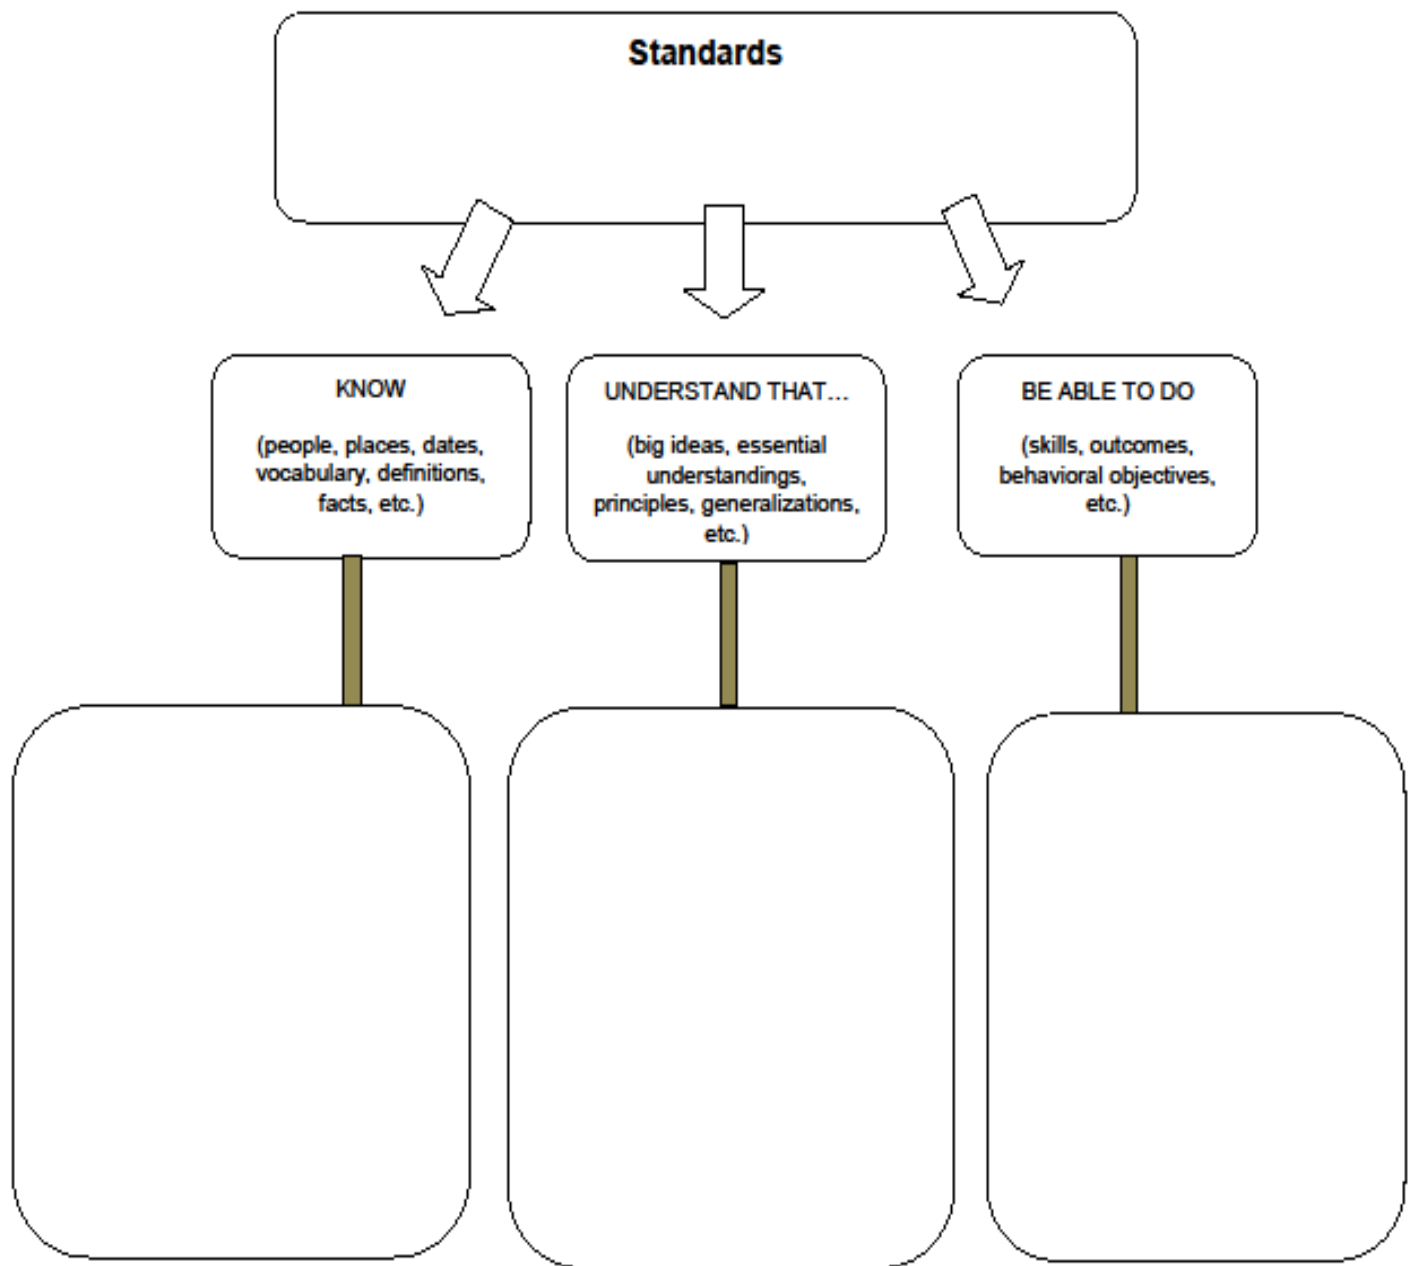 Standards
KNOW
(people, places, dates,
vocabulary, definitions,
facts, etc.)
UNDERSTAND THAT…
(big ideas, essential
understandings,
principles, generalizations,
etc.)
BE ABLE TO DO
(skills, outcomes,
behavioral objectives,
etc.)